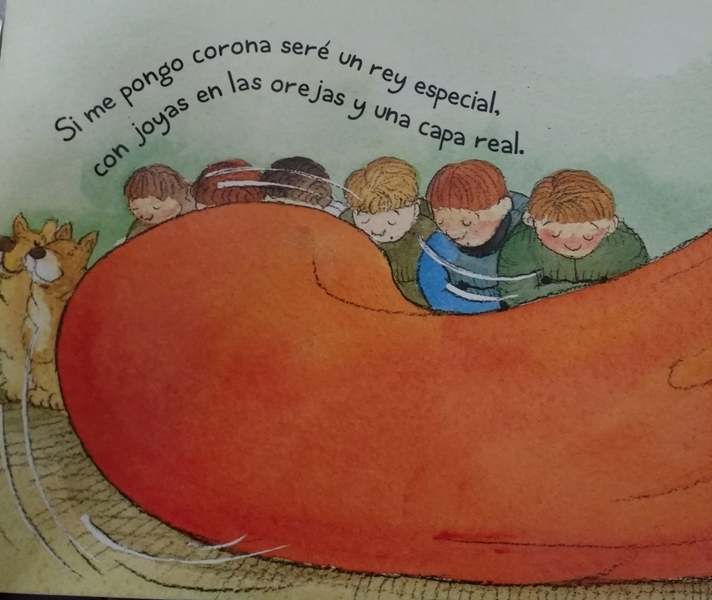 Si me pongo corona seré un rey especial,
con joyas en las orejas y una capa real.